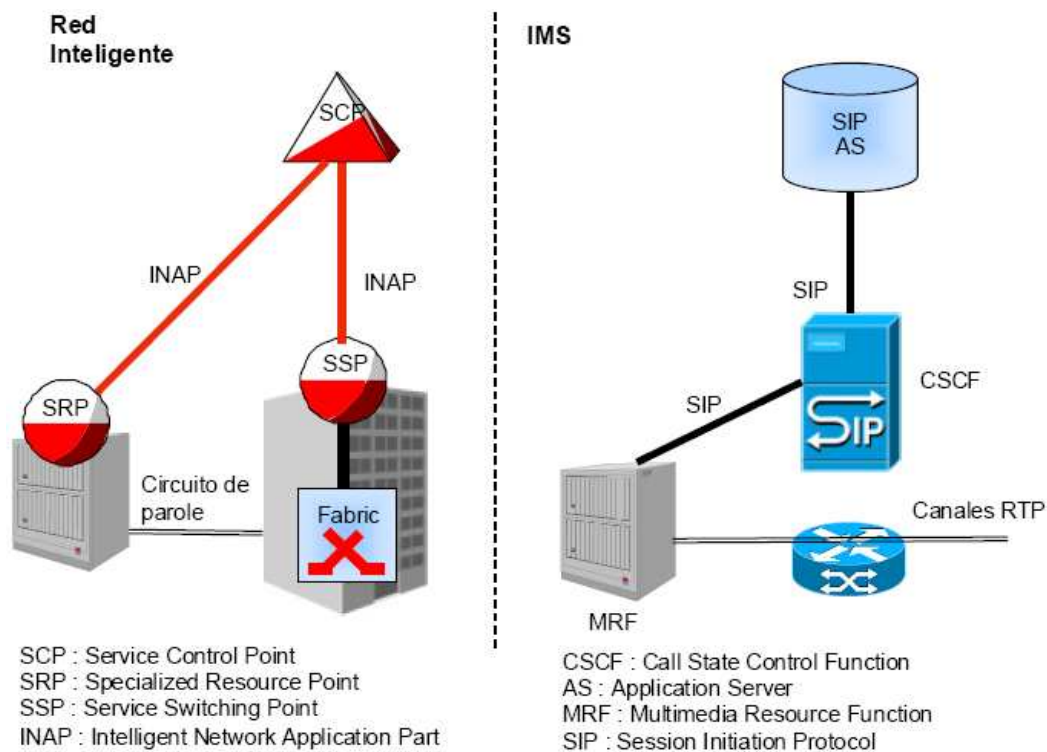 Red
Inteligente
SCP
INAP
INAP
SSP
SRP
Circuito de
parole
Fabric
SCP : Service Control Point
SRP : Specialized Resource Point
SSP : Service Switching Point
INAP : Intelligent Network Application Part
IMS
SIP
AS
SIP
CSCF
SIP
SIP
Canales RTP
MRF
CSCF : Call State Control Function
AS : Application Server
MRF : Multimedia Resource Function
SIP : Session Initiation Protocol